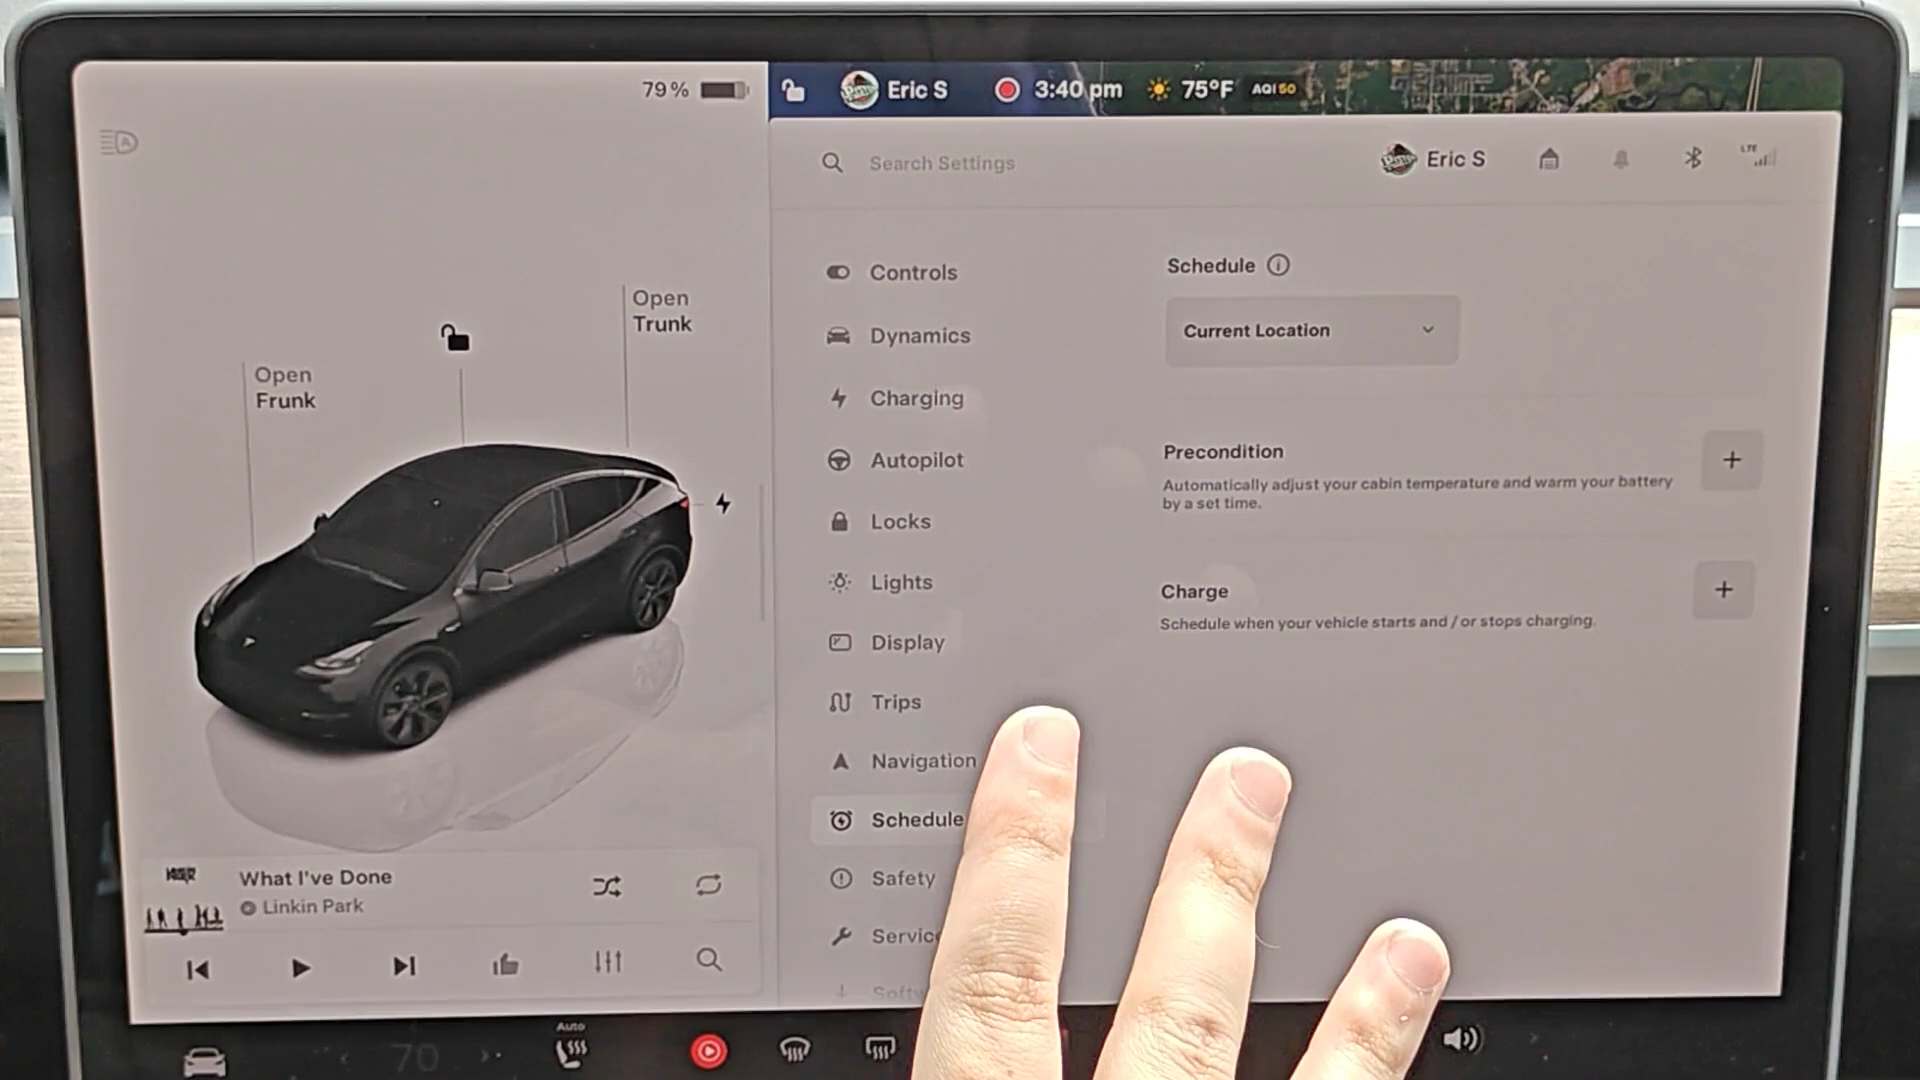 79 %
Eric S
3:40 pm
75°F
AQI 50
Search Settings
Eric S
LTE
Open
Trunk
Open
Frunk
Controls
Dynamics
Charging
Autopilot
Locks
Lights
Display
Trips
Navigation
Schedule
Safety
Schedule
Current Location
Precondition
Automatically adjust your cabin temperature and warm your battery
by a set time.
Charge
Schedule when your vehicle starts and / or stops charging.
What I've Done
Linkin Park
Auto
70